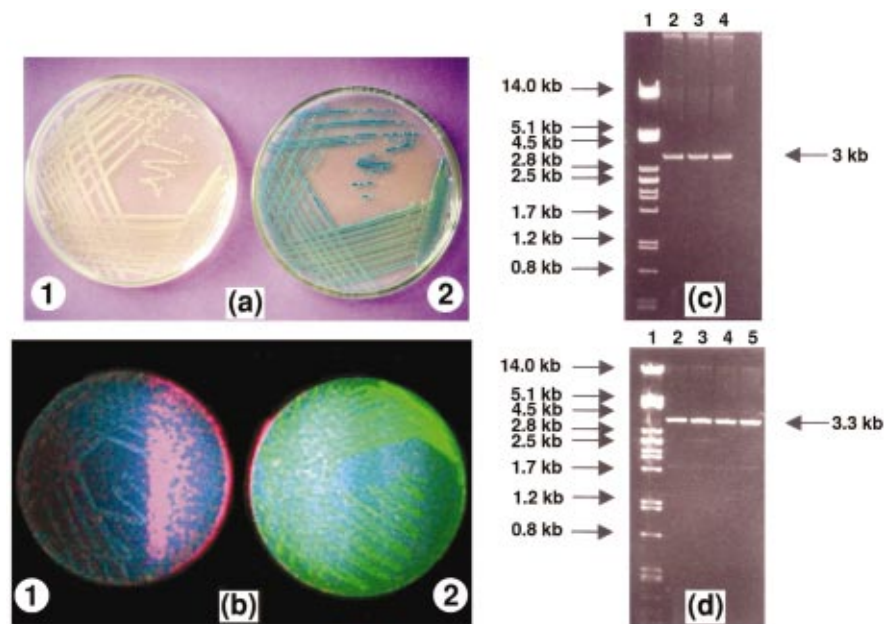 1
(a)
2
1
(b)
2
1 2 3 4
14.0 kb
5.1 kb
4.5 kb
2.8 kb
2.5 kb
1.7 kb
1.2 kb
0.8 kb
3 kb
(c)
1 2 3 4 5
14.0 kb
5.1 kb
4.5 kb
2.8 kb
2.5 kb
1.7 kb
1.2 kb
0.8 kb
3.3 kb
(d)